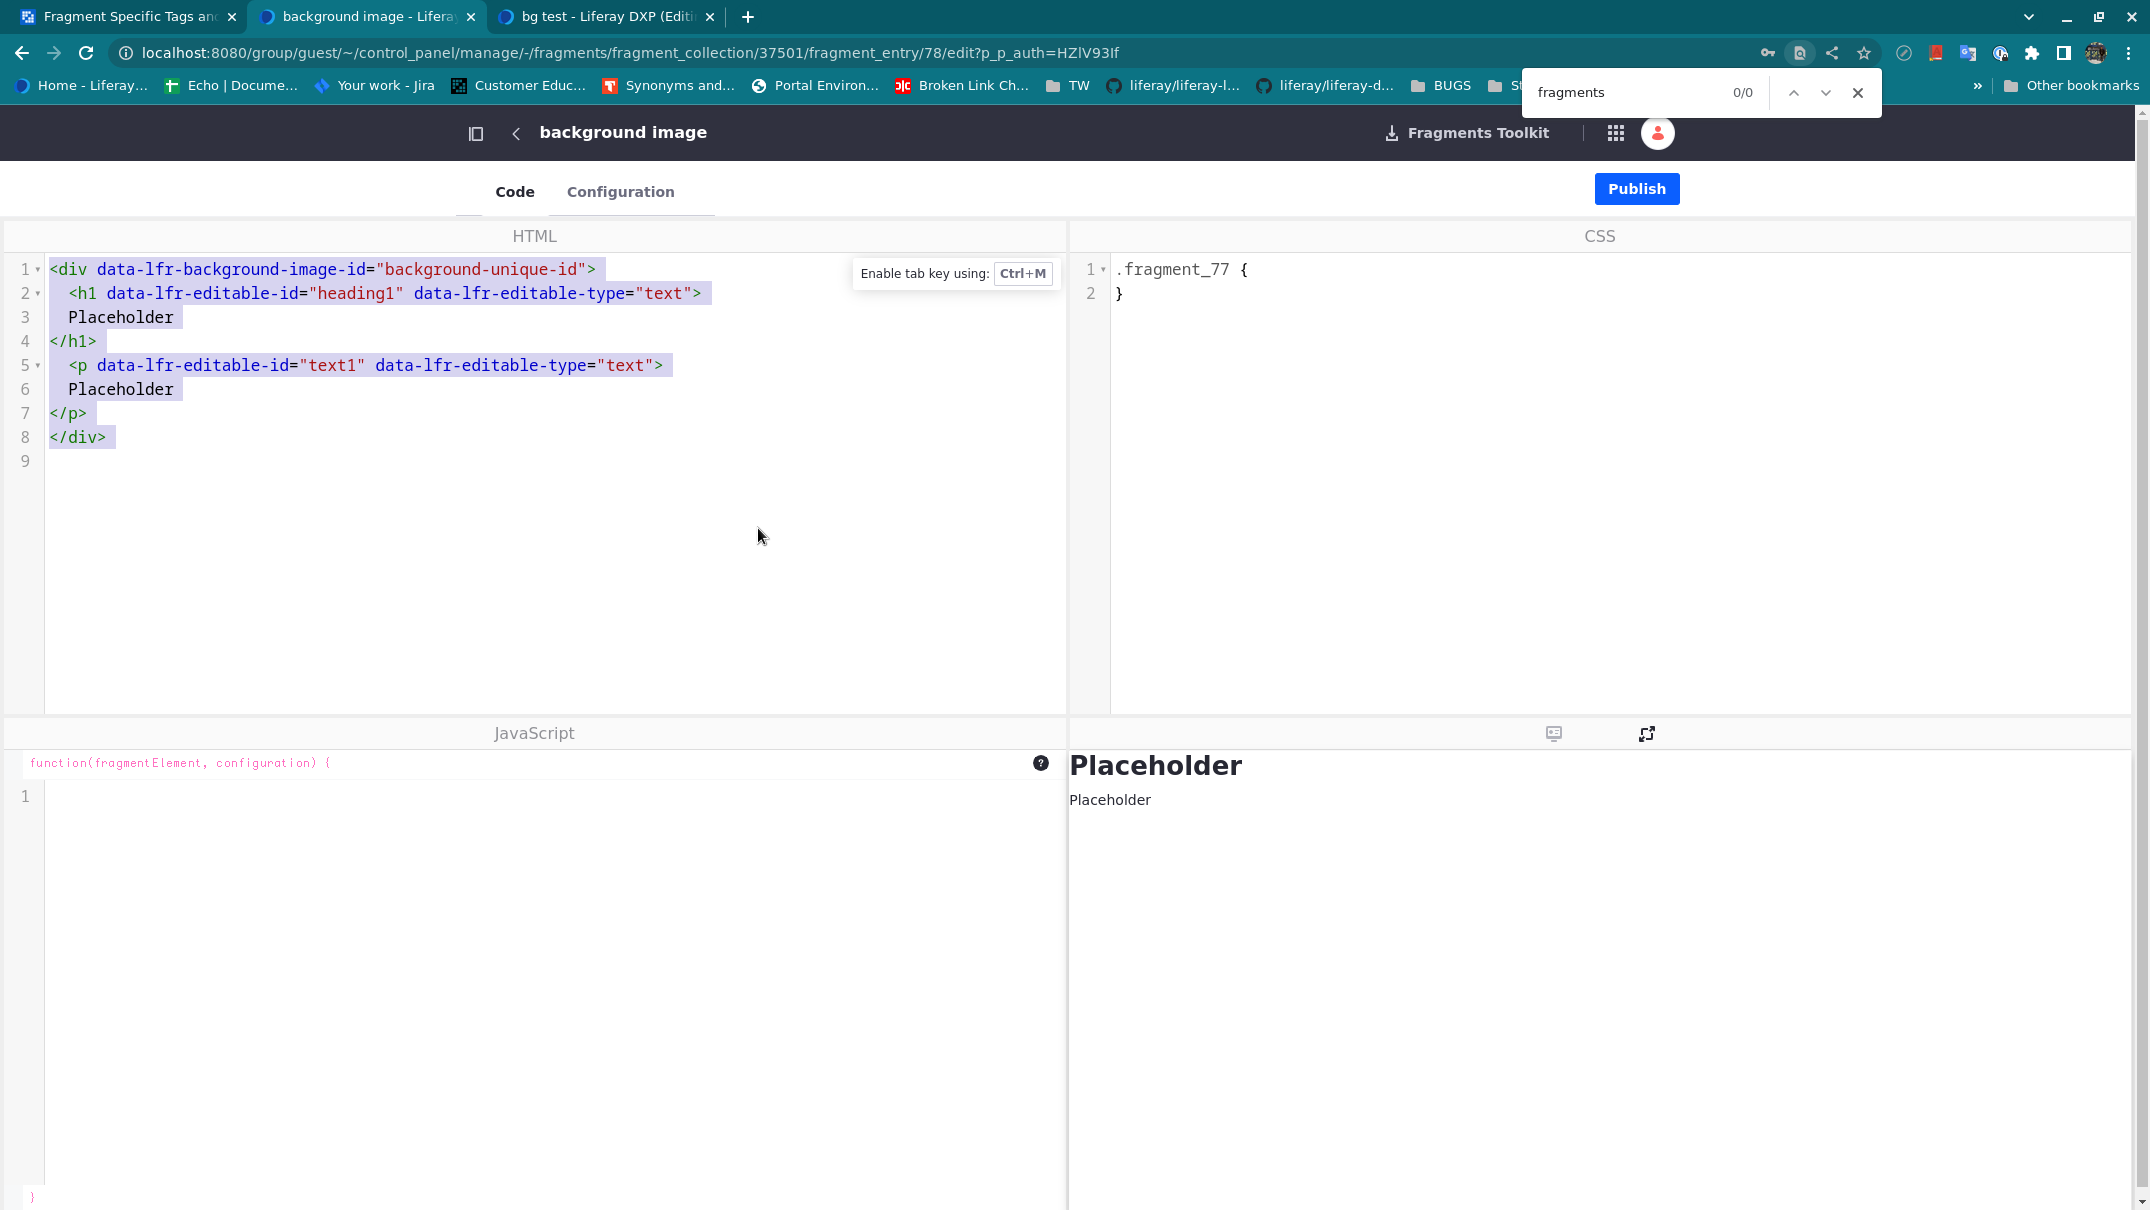 Fragment Specific Tags an
background image - Lifera
bg test - Liferay DXP (Editi
localhost:8080/group/guest/~/control_panel/manage/-/fragments/fragment_collection/37501/fragment_entry/78/edit?p_p_auth=HZlV93If
Home - Liferay...
Echo | Docume...
Your work - Jira
Customer Educ...
Synonyms and...
Portal Environ...
Broken Link Ch...
TW
liferay/liferay-l...
liferay/liferay-d...
BUGS
St
»
Other bookmarks
fragments 0/0
background image
Fragments Toolkit
Code
Configuration
Publish
HTML
1 <div data-lfr-background-image-id="background-unique-id">
2 <h1 data-lfr-editable-id="heading1" data-lfr-editable-type="text">
3 Placeholder
4 </h1>
5 <p data-lfr-editable-id="text1" data-lfr-editable-type="text">
6 Placeholder
7 </p>
8 </div>
9
Enable tab key using: Ctrl+M
CSS
1 .fragment_77 {
2 }
JavaScript
function(fragmentElement, configuration) {
?
1
}
Placeholder
Placeholder